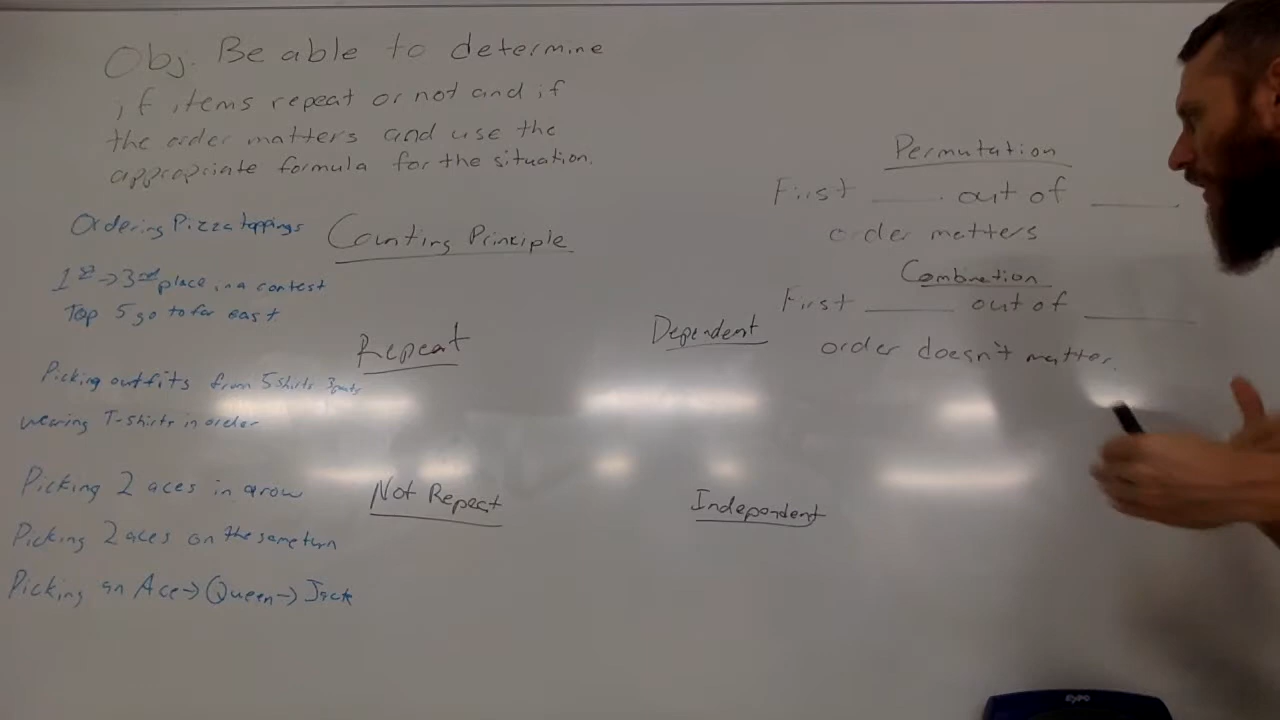 Obj. Be able to determine
if items repeat or not and if
the order matters and use the
appropriate formula for the situation.
Ordering Pizza toppings
1st → 3rd place in a contest
Top 5 go to far east.
Picking outfits from 5 shirts 3 pants
wearing T-shirts in order
Picking 2 aces in a row
Picking 2 aces on the same turn
Picking an Ace → Queen → Jack
Counting Principle
Repeat
Not Repeat
Dependent
Independent
Permutation
First ____ out of ____
order matters
Combination
First ____ out of ____
order doesn't matter.
EXPO